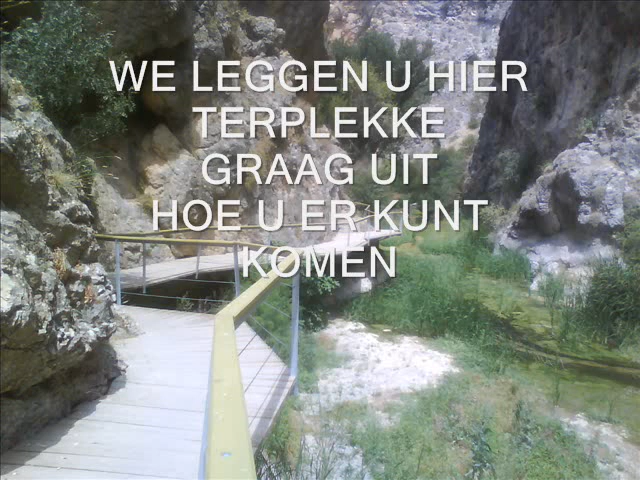 WE LEGGEN U HIER
TERPLEKKE
GRAAG UIT
HOE U ER KUNT
KOMEN